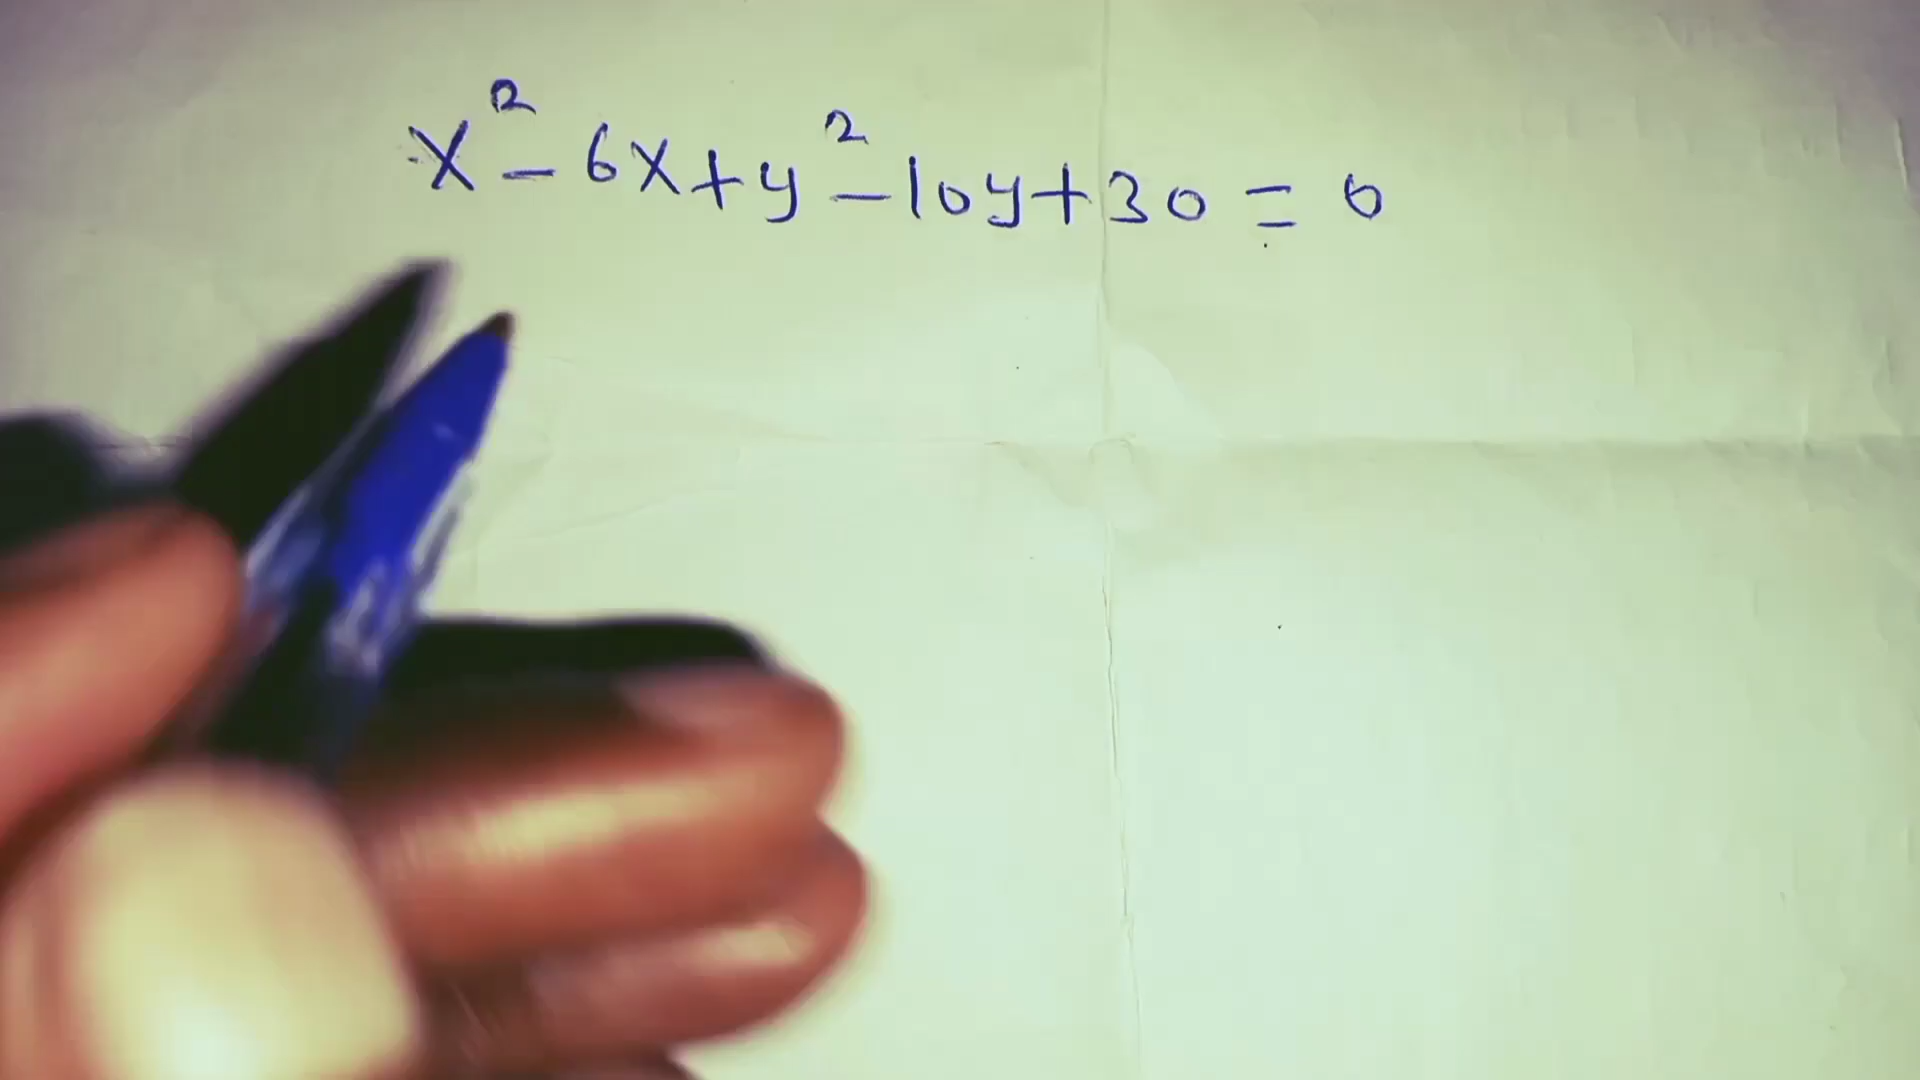 x² - 6x + y² - 10y + 30 = 0